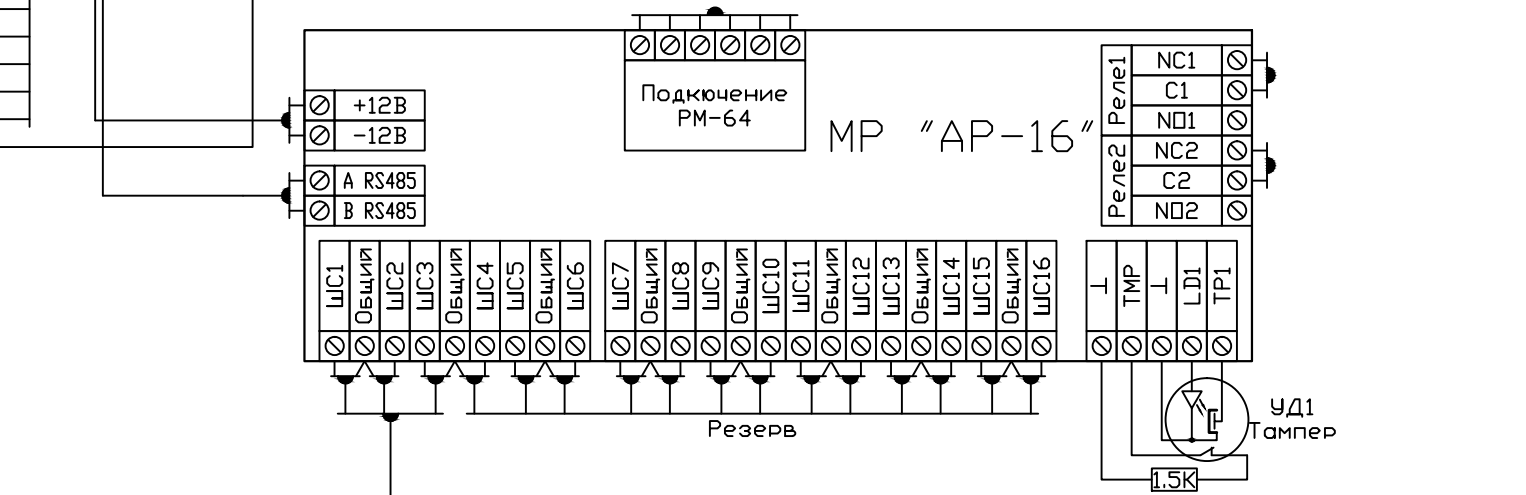 Подкючение
РМ-64
МР "АР-16"
+12В
-12В
A RS485
B RS485
Реле1
NC1
C1
NO1
Реле2
NC2
C2
NO2
ШС1
Общий
ШС2
ШС3
Общий
ШС4
ШС5
Общий
ШС6
ШС7
Общий
ШС8
ШС9
Общий
ШС10
ШС11
Общий
ШС12
ШС13
Общий
ШС14
ШС15
Общий
ШС16
⊥
TMP
⊥
LD1
TP1
Резерв
УД1
Тампер
1.5К